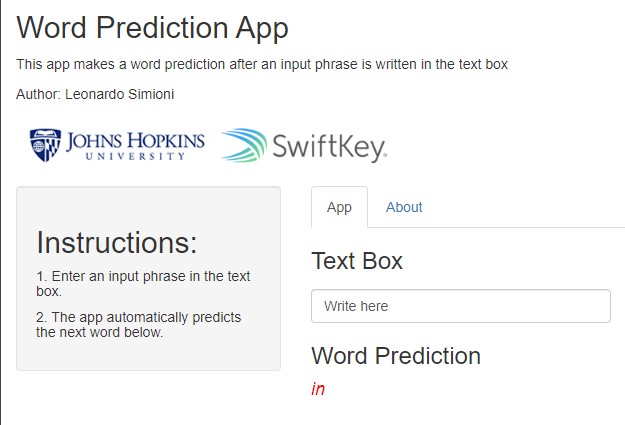 Word Prediction App
This app makes a word prediction after an input phrase is written in the text box
Author: Leonardo Simioni
JOHNS HOPKINS
UNIVERSITY
SwiftKey
Instructions:
1. Enter an input phrase in the text
box.
2. The app automatically predicts
the next word below.
App
About
Text Box
Write here
Word Prediction
in